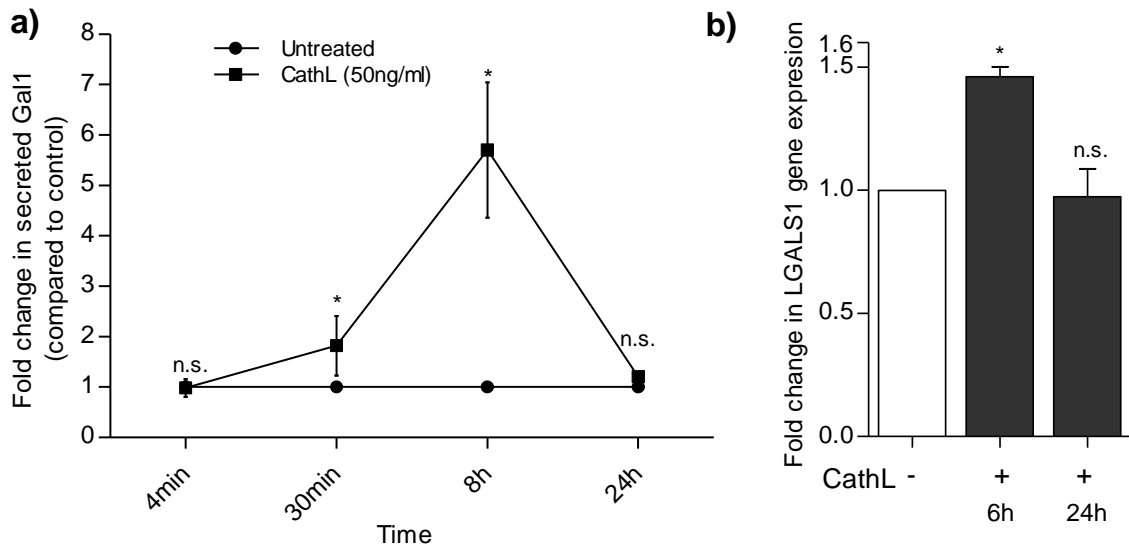 a)
Untreated
CathL (50ng/ml)
Fold change in secreted Gal1
(compared to control)
8
7
6
5
4
3
2
1
0
n.s.
*
*
n.s.
4min
30min
8h
24h
Time
b)
Fold change in LGALS1 gene expresion
1.6
1.5
1.0
0.5
0.0
*
n.s.
CathL - + +
6h 24h